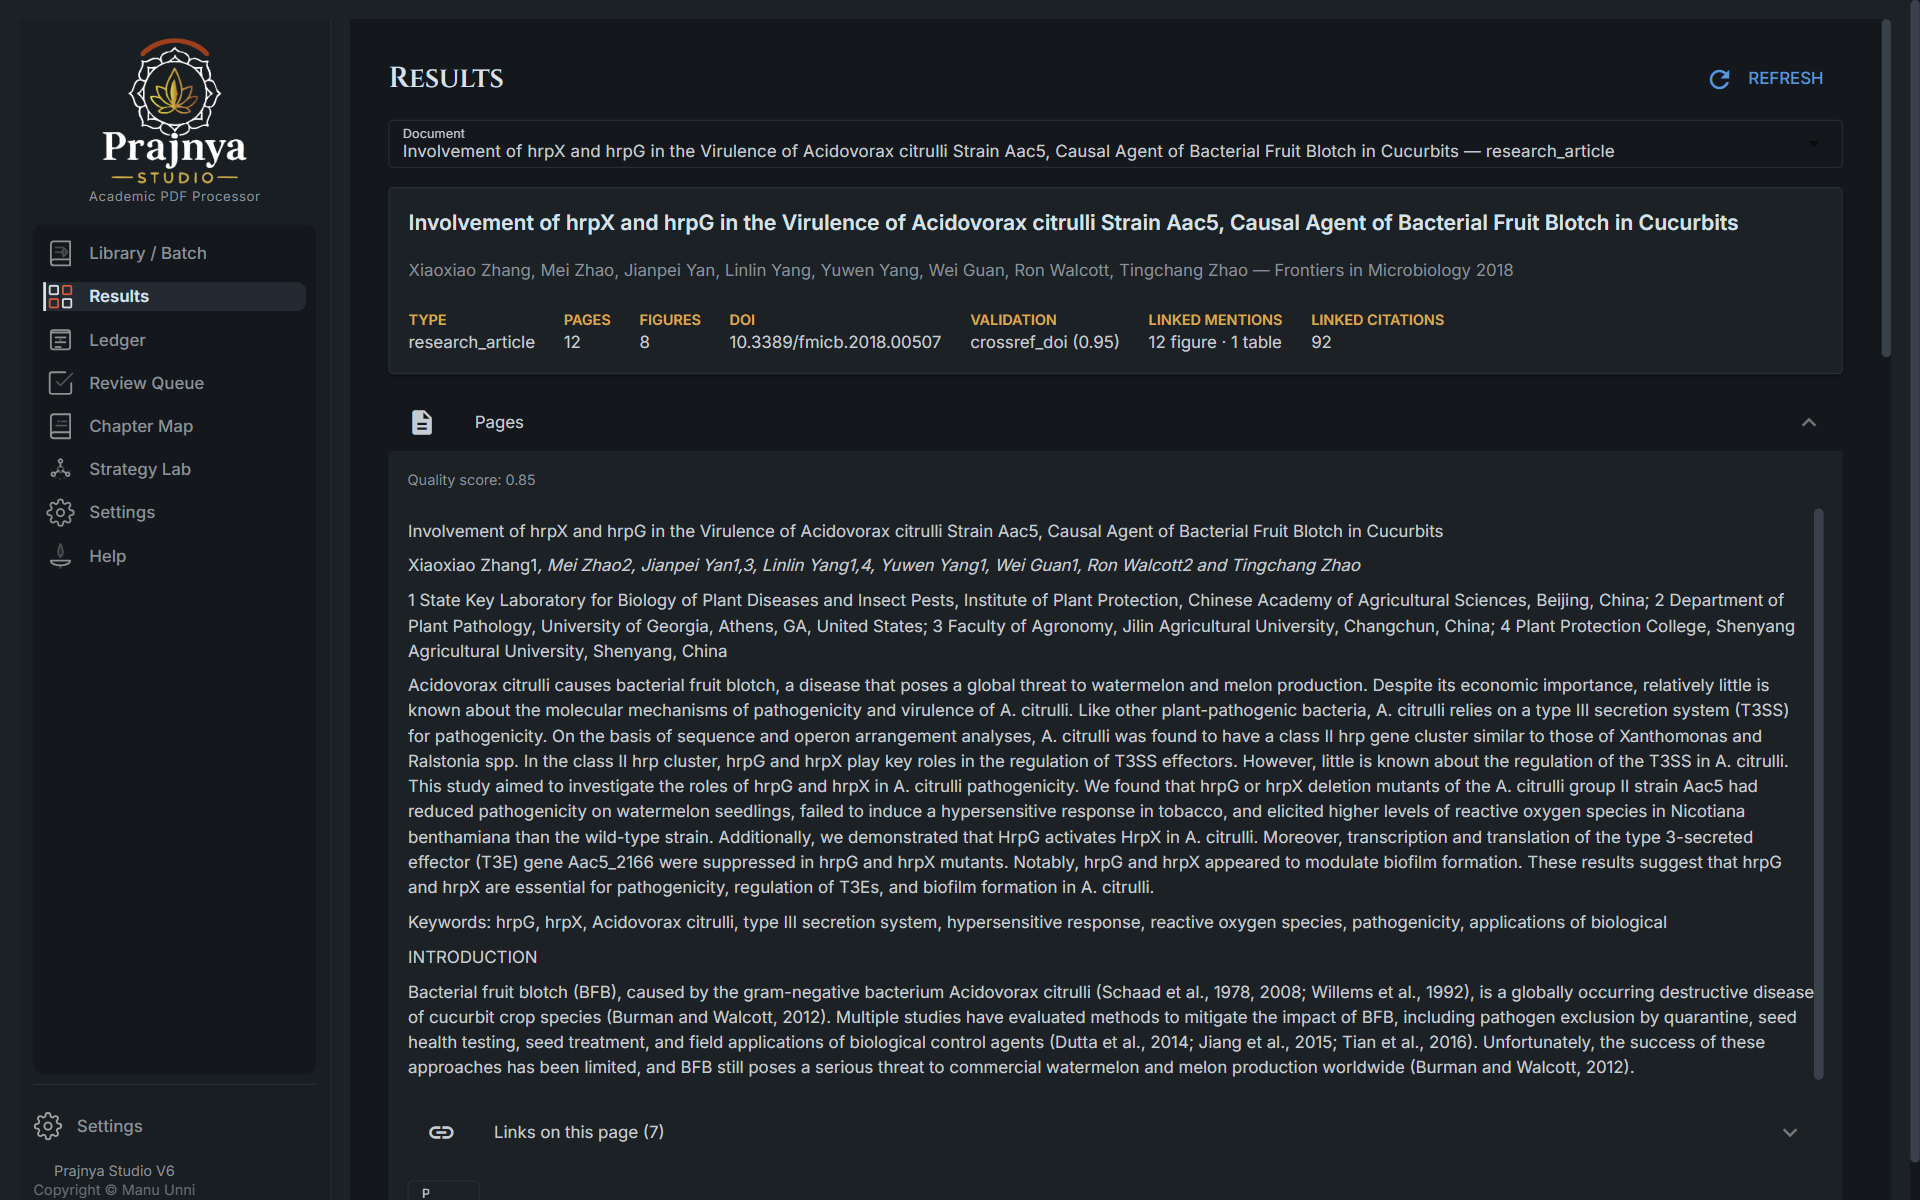 Prajnya
STUDIO
Academic PDF Processor
Library / Batch
Results
Ledger
Review Queue
Chapter Map
Strategy Lab
Settings
Help
Settings
Prajnya Studio V6
Copyright © Manu Unni
RESULTS
REFRESH
Document
Involvement of hrpX and hrpG in the Virulence of Acidovorax citrulli Strain Aac5, Causal Agent of Bacterial Fruit Blotch in Cucurbits — research_article
Involvement of hrpX and hrpG in the Virulence of Acidovorax citrulli Strain Aac5, Causal Agent of Bacterial Fruit Blotch in Cucurbits
Xiaoxiao Zhang, Mei Zhao, Jianpei Yan, Linlin Yang, Yuwen Yang, Wei Guan, Ron Walcott, Tingchang Zhao — Frontiers in Microbiology 2018
TYPE PAGES FIGURES DOI VALIDATION LINKED MENTIONS LINKED CITATIONS
research_article 12 8 10.3389/fmicb.2018.00507 crossref_doi (0.95) 12 figure · 1 table 92
Pages
Quality score: 0.85
Involvement of hrpX and hrpG in the Virulence of Acidovorax citrulli Strain Aac5, Causal Agent of Bacterial Fruit Blotch in Cucurbits
Xiaoxiao Zhang1, Mei Zhao2, Jianpei Yan1,3, Linlin Yang1,4, Yuwen Yang1, Wei Guan1, Ron Walcott2 and Tingchang Zhao
1 State Key Laboratory for Biology of Plant Diseases and Insect Pests, Institute of Plant Protection, Chinese Academy of Agricultural Sciences, Beijing, China; 2 Department of
Plant Pathology, University of Georgia, Athens, GA, United States; 3 Faculty of Agronomy, Jilin Agricultural University, Changchun, China; 4 Plant Protection College, Shenyang
Agricultural University, Shenyang, China
Acidovorax citrulli causes bacterial fruit blotch, a disease that poses a global threat to watermelon and melon production. Despite its economic importance, relatively little is
known about the molecular mechanisms of pathogenicity and virulence of A. citrulli. Like other plant-pathogenic bacteria, A. citrulli relies on a type III secretion system (T3SS)
for pathogenicity. On the basis of sequence and operon arrangement analyses, A. citrulli was found to have a class II hrp gene cluster similar to those of Xanthomonas and
Ralstonia spp. In the class II hrp cluster, hrpG and hrpX play key roles in the regulation of T3SS effectors. However, little is known about the regulation of the T3SS in A. citrulli.
This study aimed to investigate the roles of hrpG and hrpX in A. citrulli pathogenicity. We found that hrpG or hrpX deletion mutants of the A. citrulli group II strain Aac5 had
reduced pathogenicity on watermelon seedlings, failed to induce a hypersensitive response in tobacco, and elicited higher levels of reactive oxygen species in Nicotiana
benthamiana than the wild-type strain. Additionally, we demonstrated that HrpG activates HrpX in A. citrulli. Moreover, transcription and translation of the type 3-secreted
effector (T3E) gene Aac5_2166 were suppressed in hrpG and hrpX mutants. Notably, hrpG and hrpX appeared to modulate biofilm formation. These results suggest that hrpG
and hrpX are essential for pathogenicity, regulation of T3Es, and biofilm formation in A. citrulli.
Keywords: hrpG, hrpX, Acidovorax citrulli, type III secretion system, hypersensitive response, reactive oxygen species, pathogenicity, applications of biological
INTRODUCTION
Bacterial fruit blotch (BFB), caused by the gram-negative bacterium Acidovorax citrulli (Schaad et al., 1978, 2008; Willems et al., 1992), is a globally occurring destructive disease
of cucurbit crop species (Burman and Walcott, 2012). Multiple studies have evaluated methods to mitigate the impact of BFB, including pathogen exclusion by quarantine, seed
health testing, seed treatment, and field applications of biological control agents (Dutta et al., 2014; Jiang et al., 2015; Tian et al., 2016). Unfortunately, the success of these
approaches has been limited, and BFB still poses a serious threat to commercial watermelon and melon production worldwide (Burman and Walcott, 2012).
Links on this page (7)
P